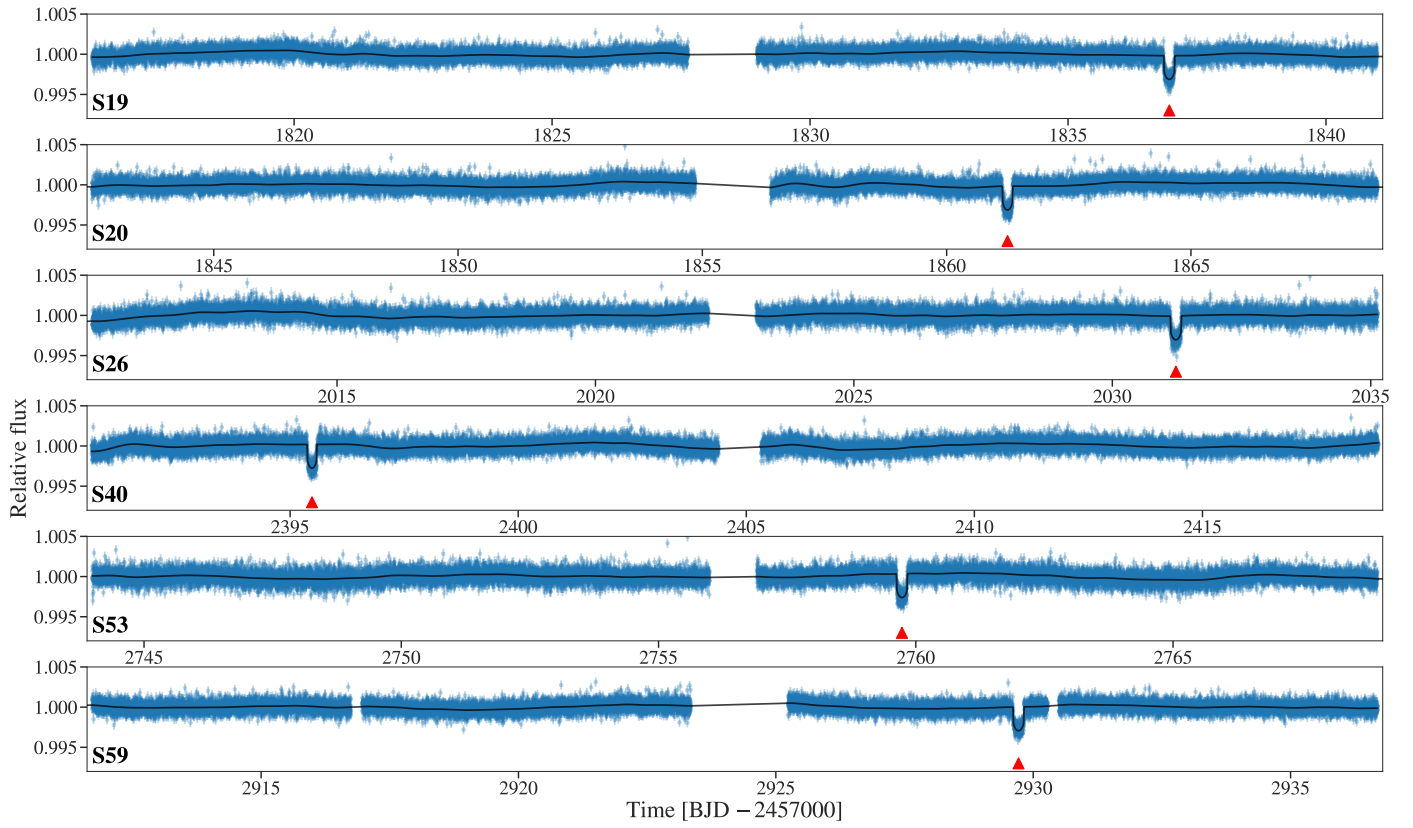 1.005
1.000
0.995
S19
1820 1825 1830 1835 1840
1.005
1.000
0.995
S20
1845 1850 1855 1860 1865
1.005
1.000
0.995
S26
2015 2020 2025 2030 2035
1.005
1.000
0.995
S40
2395 2400 2405 2410 2415
1.005
1.000
0.995
S53
2745 2750 2755 2760 2765
1.005
1.000
0.995
S59
2915 2920 2925 2930 2935
Relative flux
Time [BJD − 2457000]